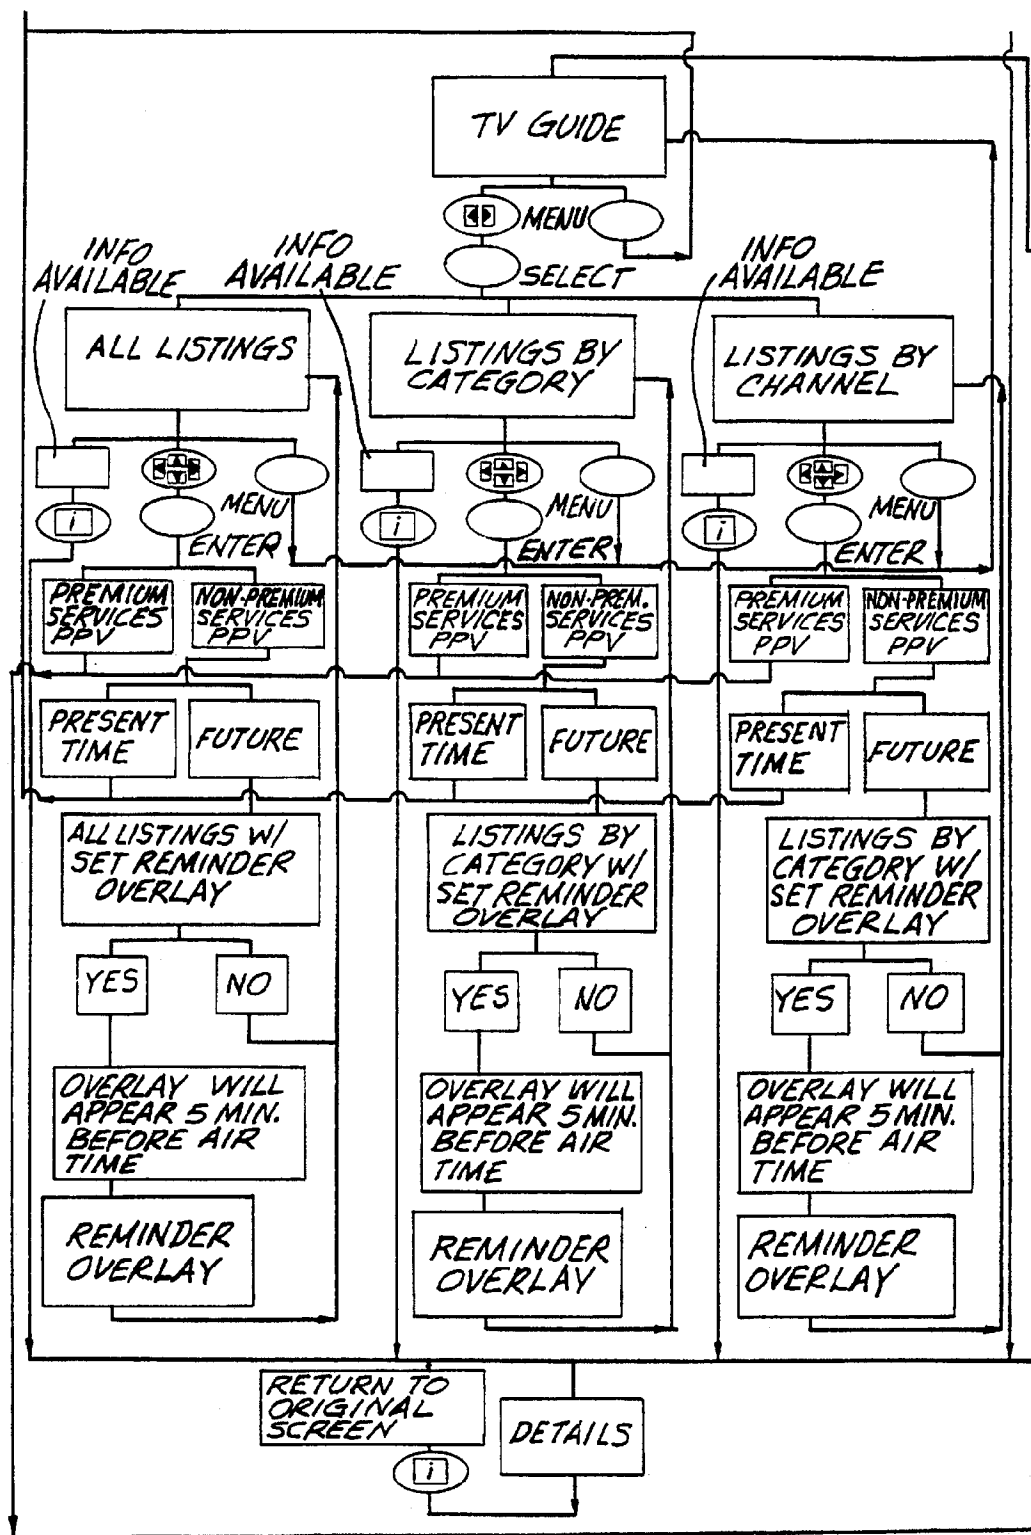 TV GUIDE
MENU
SELECT
INFO
AVAILABLE
INFO
AVAILABLE
INFO
AVAILABLE
ALL LISTINGS
LISTINGS BY
CATEGORY
LISTINGS BY
CHANNEL
i
MENU
ENTER
i
MENU
ENTER
i
MENU
ENTER
PREMIUM
SERVICES
PPV
NON-PREMIUM
SERVICES
PPV
PREMIUM
SERVICES
PPV
NON-PREM.
SERVICES
PPV
PREMIUM
SERVICES
PPV
NON-PREMIUM
SERVICES
PPV
PRESENT
TIME
FUTURE
PRESENT
TIME
FUTURE
PRESENT
TIME
FUTURE
ALL LISTINGS W/
SET REMINDER
OVERLAY
LISTINGS BY
CATEGORY W/
SET REMINDER
OVERLAY
LISTINGS BY
CATEGORY W/
SET REMINDER
OVERLAY
YES
NO
YES
NO
YES
NO
OVERLAY WILL
APPEAR 5 MIN.
BEFORE AIR
TIME
OVERLAY WILL
APPEAR 5 MIN.
BEFORE AIR
TIME
OVERLAY WILL
APPEAR 5 MIN.
BEFORE AIR
TIME
REMINDER
OVERLAY
REMINDER
OVERLAY
REMINDER
OVERLAY
RETURN TO
ORIGINAL
SCREEN
i
DETAILS